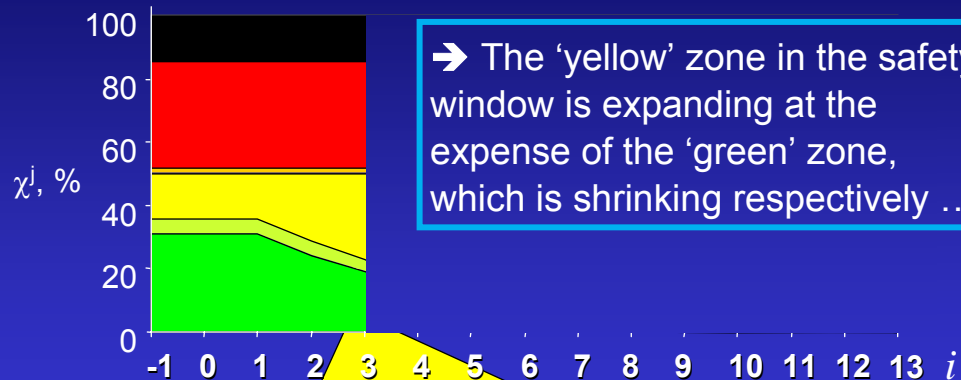 100
80
60
40
20
0
χʲ, %
➔ The ‘yellow’ zone in the safety
window is expanding at the
expense of the ‘green’ zone,
which is shrinking respectively …
-1 0 1 2 3 4 5 6 7 8 9 10 11 12 13 i